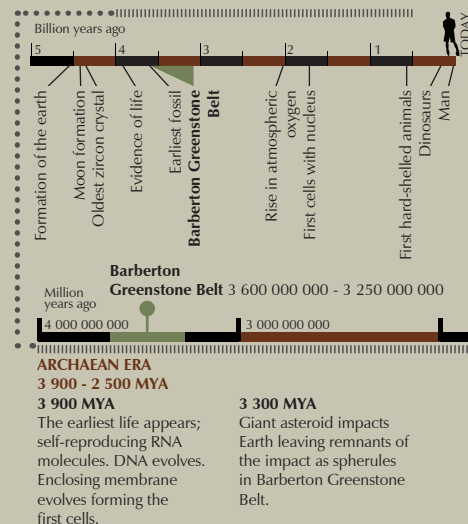 Billion years ago
TODAY
5 4 3 2 1
Formation of the earth
Moon formation
Oldest zircon crystal
Evidence of life
Earliest fossil
Barberton Greenstone
Belt
Rise in atmospheric
oxygen
First cells with nucleus
First hard-shelled animals
Dinosaurs
Man
Barberton
Greenstone Belt 3 600 000 000 - 3 250 000 000
Million
years ago
4 000 000 000 3 000 000 000
ARCHAEAN ERA
3 900 - 2 500 MYA
3 900 MYA
The earliest life appears;
self-reproducing RNA
molecules. DNA evolves.
Enclosing membrane
evolves forming the
first cells.
3 300 MYA
Giant asteroid impacts
Earth leaving remnants of
the impact as spherules
in Barberton Greenstone
Belt.